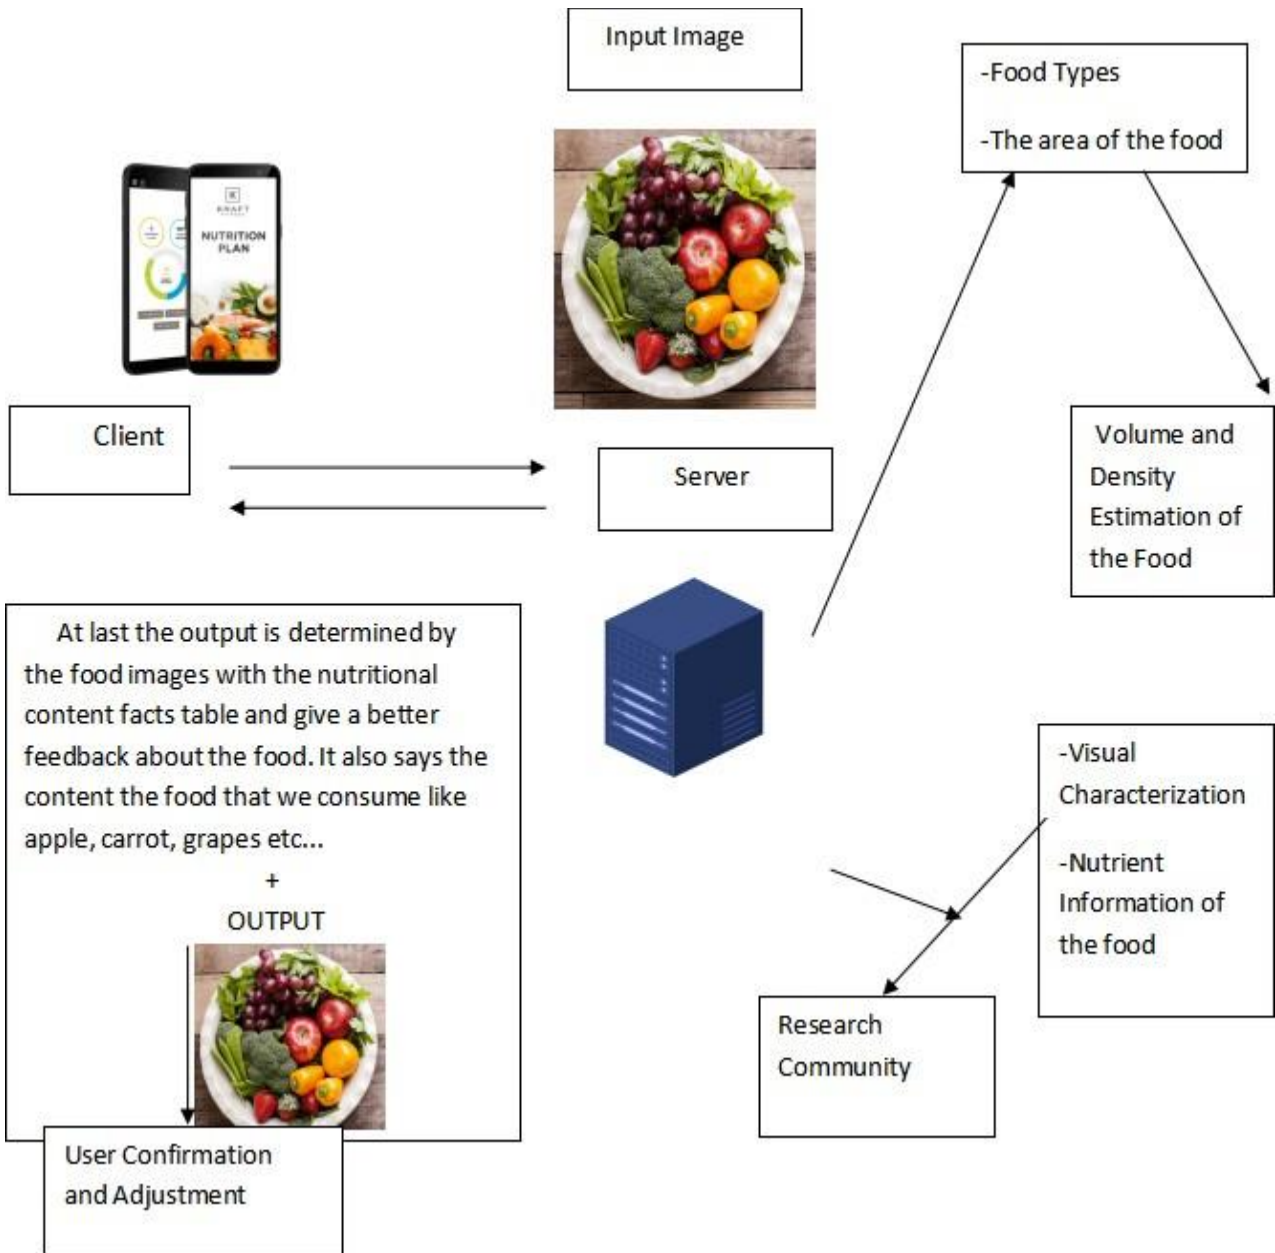 Input Image
-Food Types
-The area of the food
KRAFT
NUTRITION
PLAN
Client
Server
Volume and
Density
Estimation of
the Food
At last the output is determined by
the food images with the nutritional
content facts table and give a better
feedback about the food. It also says the
content the food that we consume like
apple, carrot, grapes etc...
+
OUTPUT
User Confirmation
and Adjustment
-Visual
Characterization
-Nutrient
Information of
the food
Research
Community